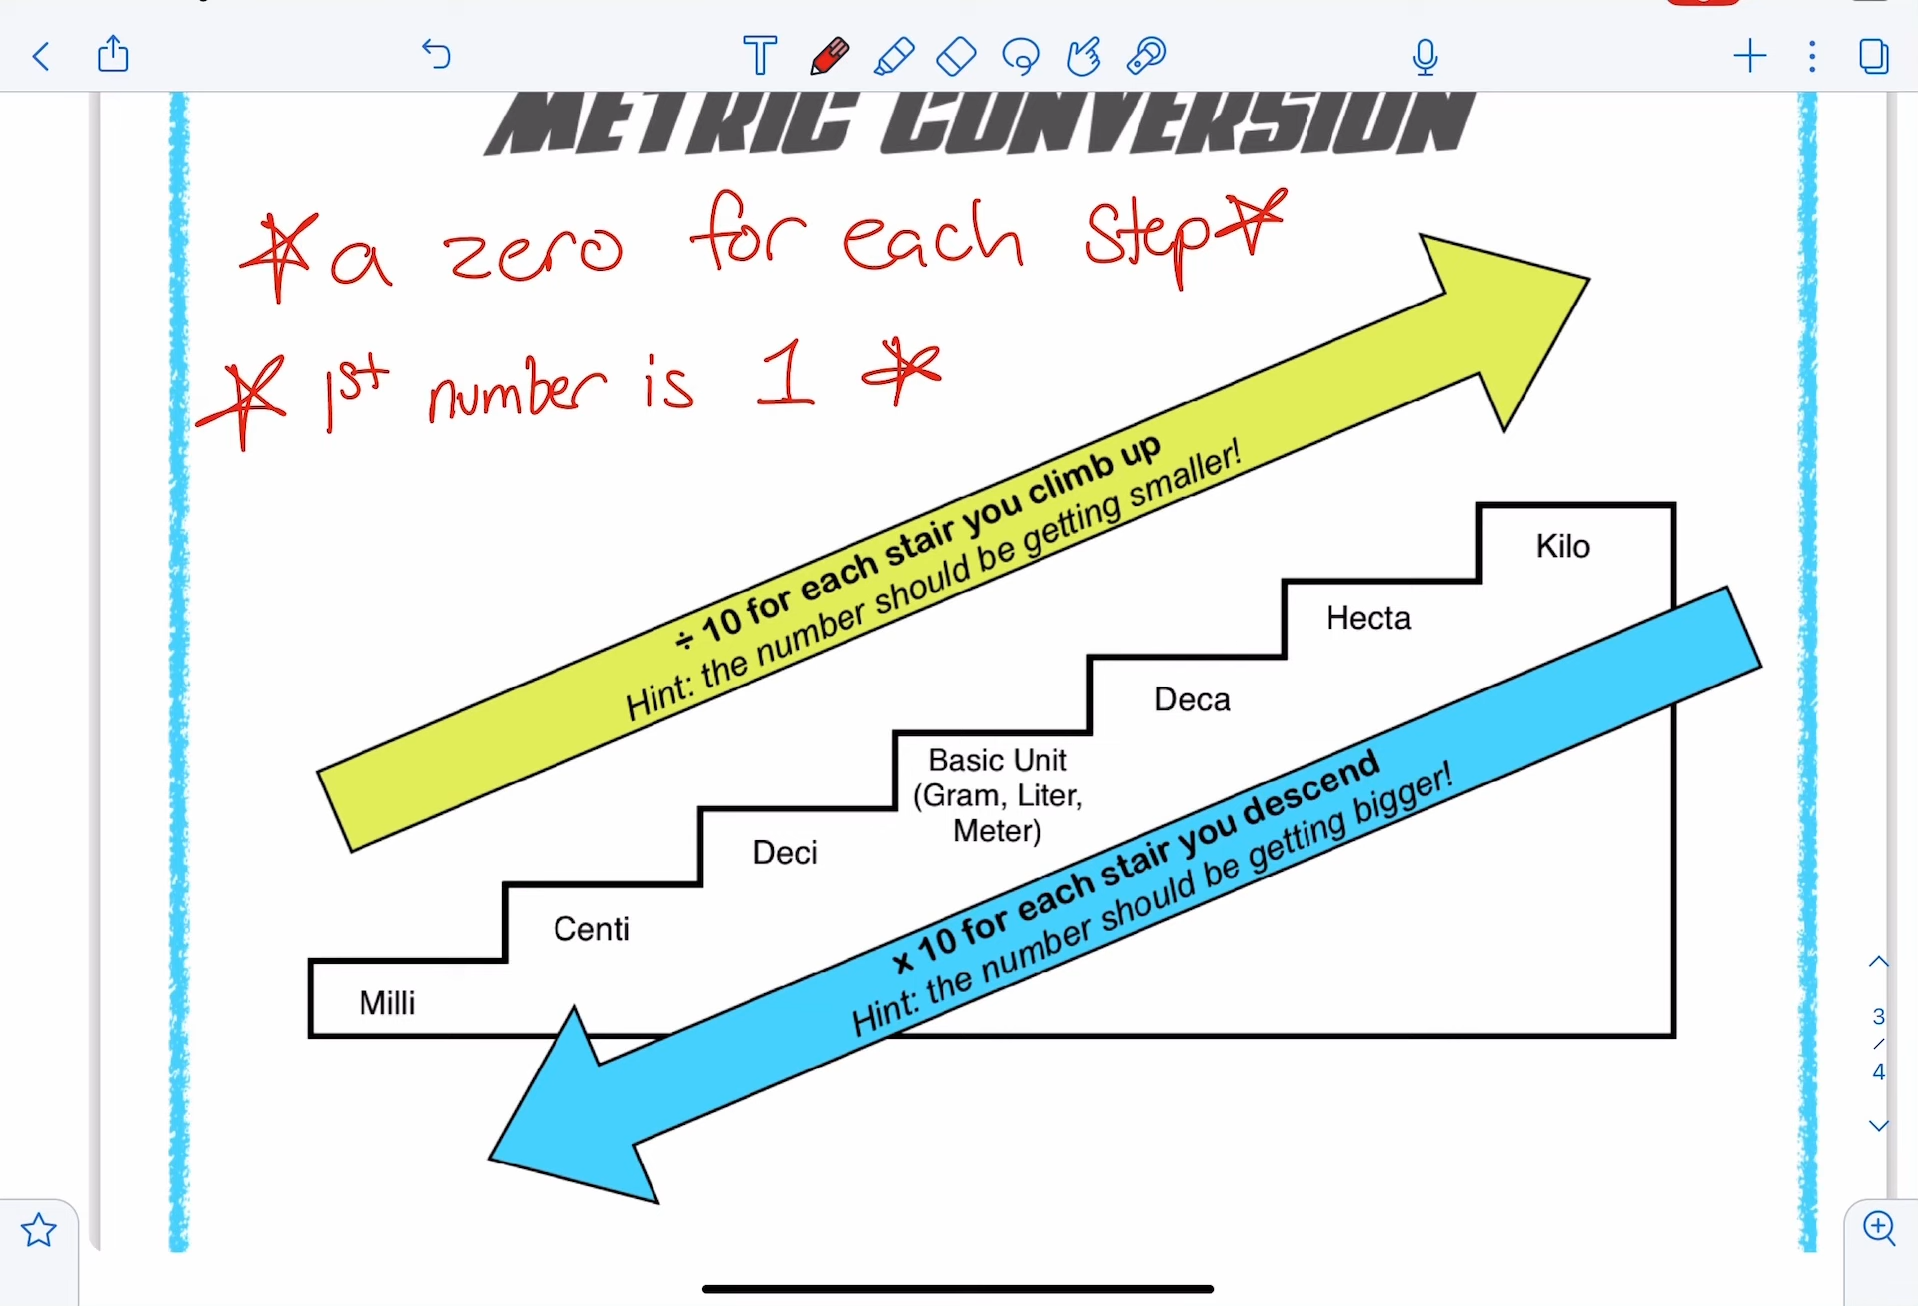 METRIC CONVERSION
*a zero for each step*
* 1st number is 1 *
÷ 10 for each stair you climb up
Hint: the number should be getting smaller!
Kilo
Hecta
Deca
Basic Unit
(Gram, Liter,
Meter)
Deci
Centi
Milli
x 10 for each stair you descend
Hint: the number should be getting bigger!
3
/
4